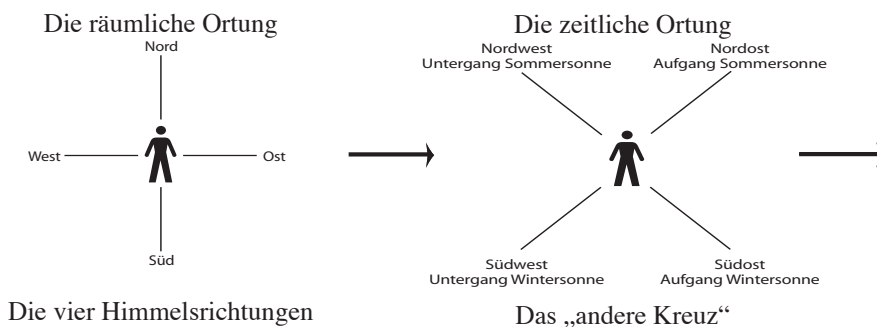 Die räumliche Ortung
Nord
West
Ost
Süd
Die vier Himmelsrichtungen
Die zeitliche Ortung
Nordwest
Untergang Sommersonne
Nordost
Aufgang Sommersonne
Südwest
Untergang Wintersonne
Südost
Aufgang Wintersonne
Das „andere Kreuz“